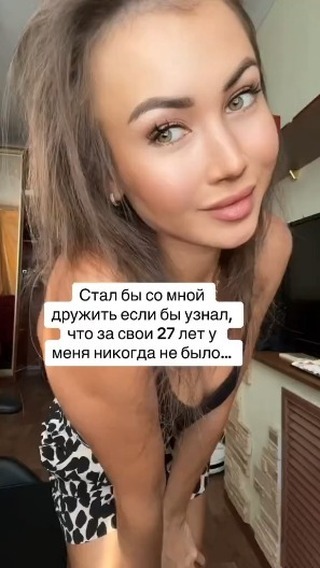 Стал бы со мной
дружить если бы узнал,
что за свои 27 лет у
меня никогда не было...